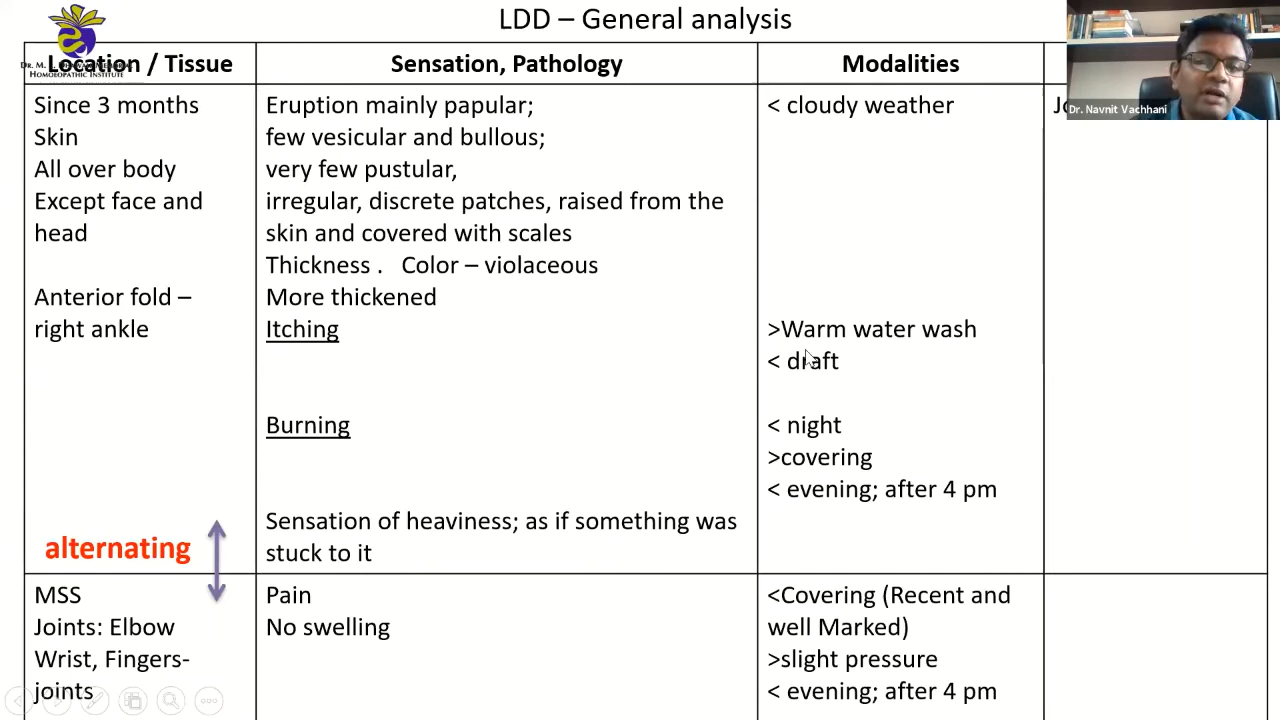 LDD – General analysis
Location / Tissue
Sensation, Pathology
Modalities
HOMOEOPATHIC INSTITUTE
Dr. Navnit Vachhani
Since 3 months
Skin
All over body
Except face and
head
Anterior fold –
right ankle
alternating
Eruption mainly papular;
few vesicular and bullous;
very few pustular,
irregular, discrete patches, raised from the
skin and covered with scales
Thickness . Color – violaceous
More thickened
Itching
Burning
Sensation of heaviness; as if something was
stuck to it
< cloudy weather
>Warm water wash
< draft
< night
>covering
< evening; after 4 pm
MSS
Joints: Elbow
Wrist, Fingers-
joints
Pain
No swelling
<Covering (Recent and
well Marked)
>slight pressure
< evening; after 4 pm